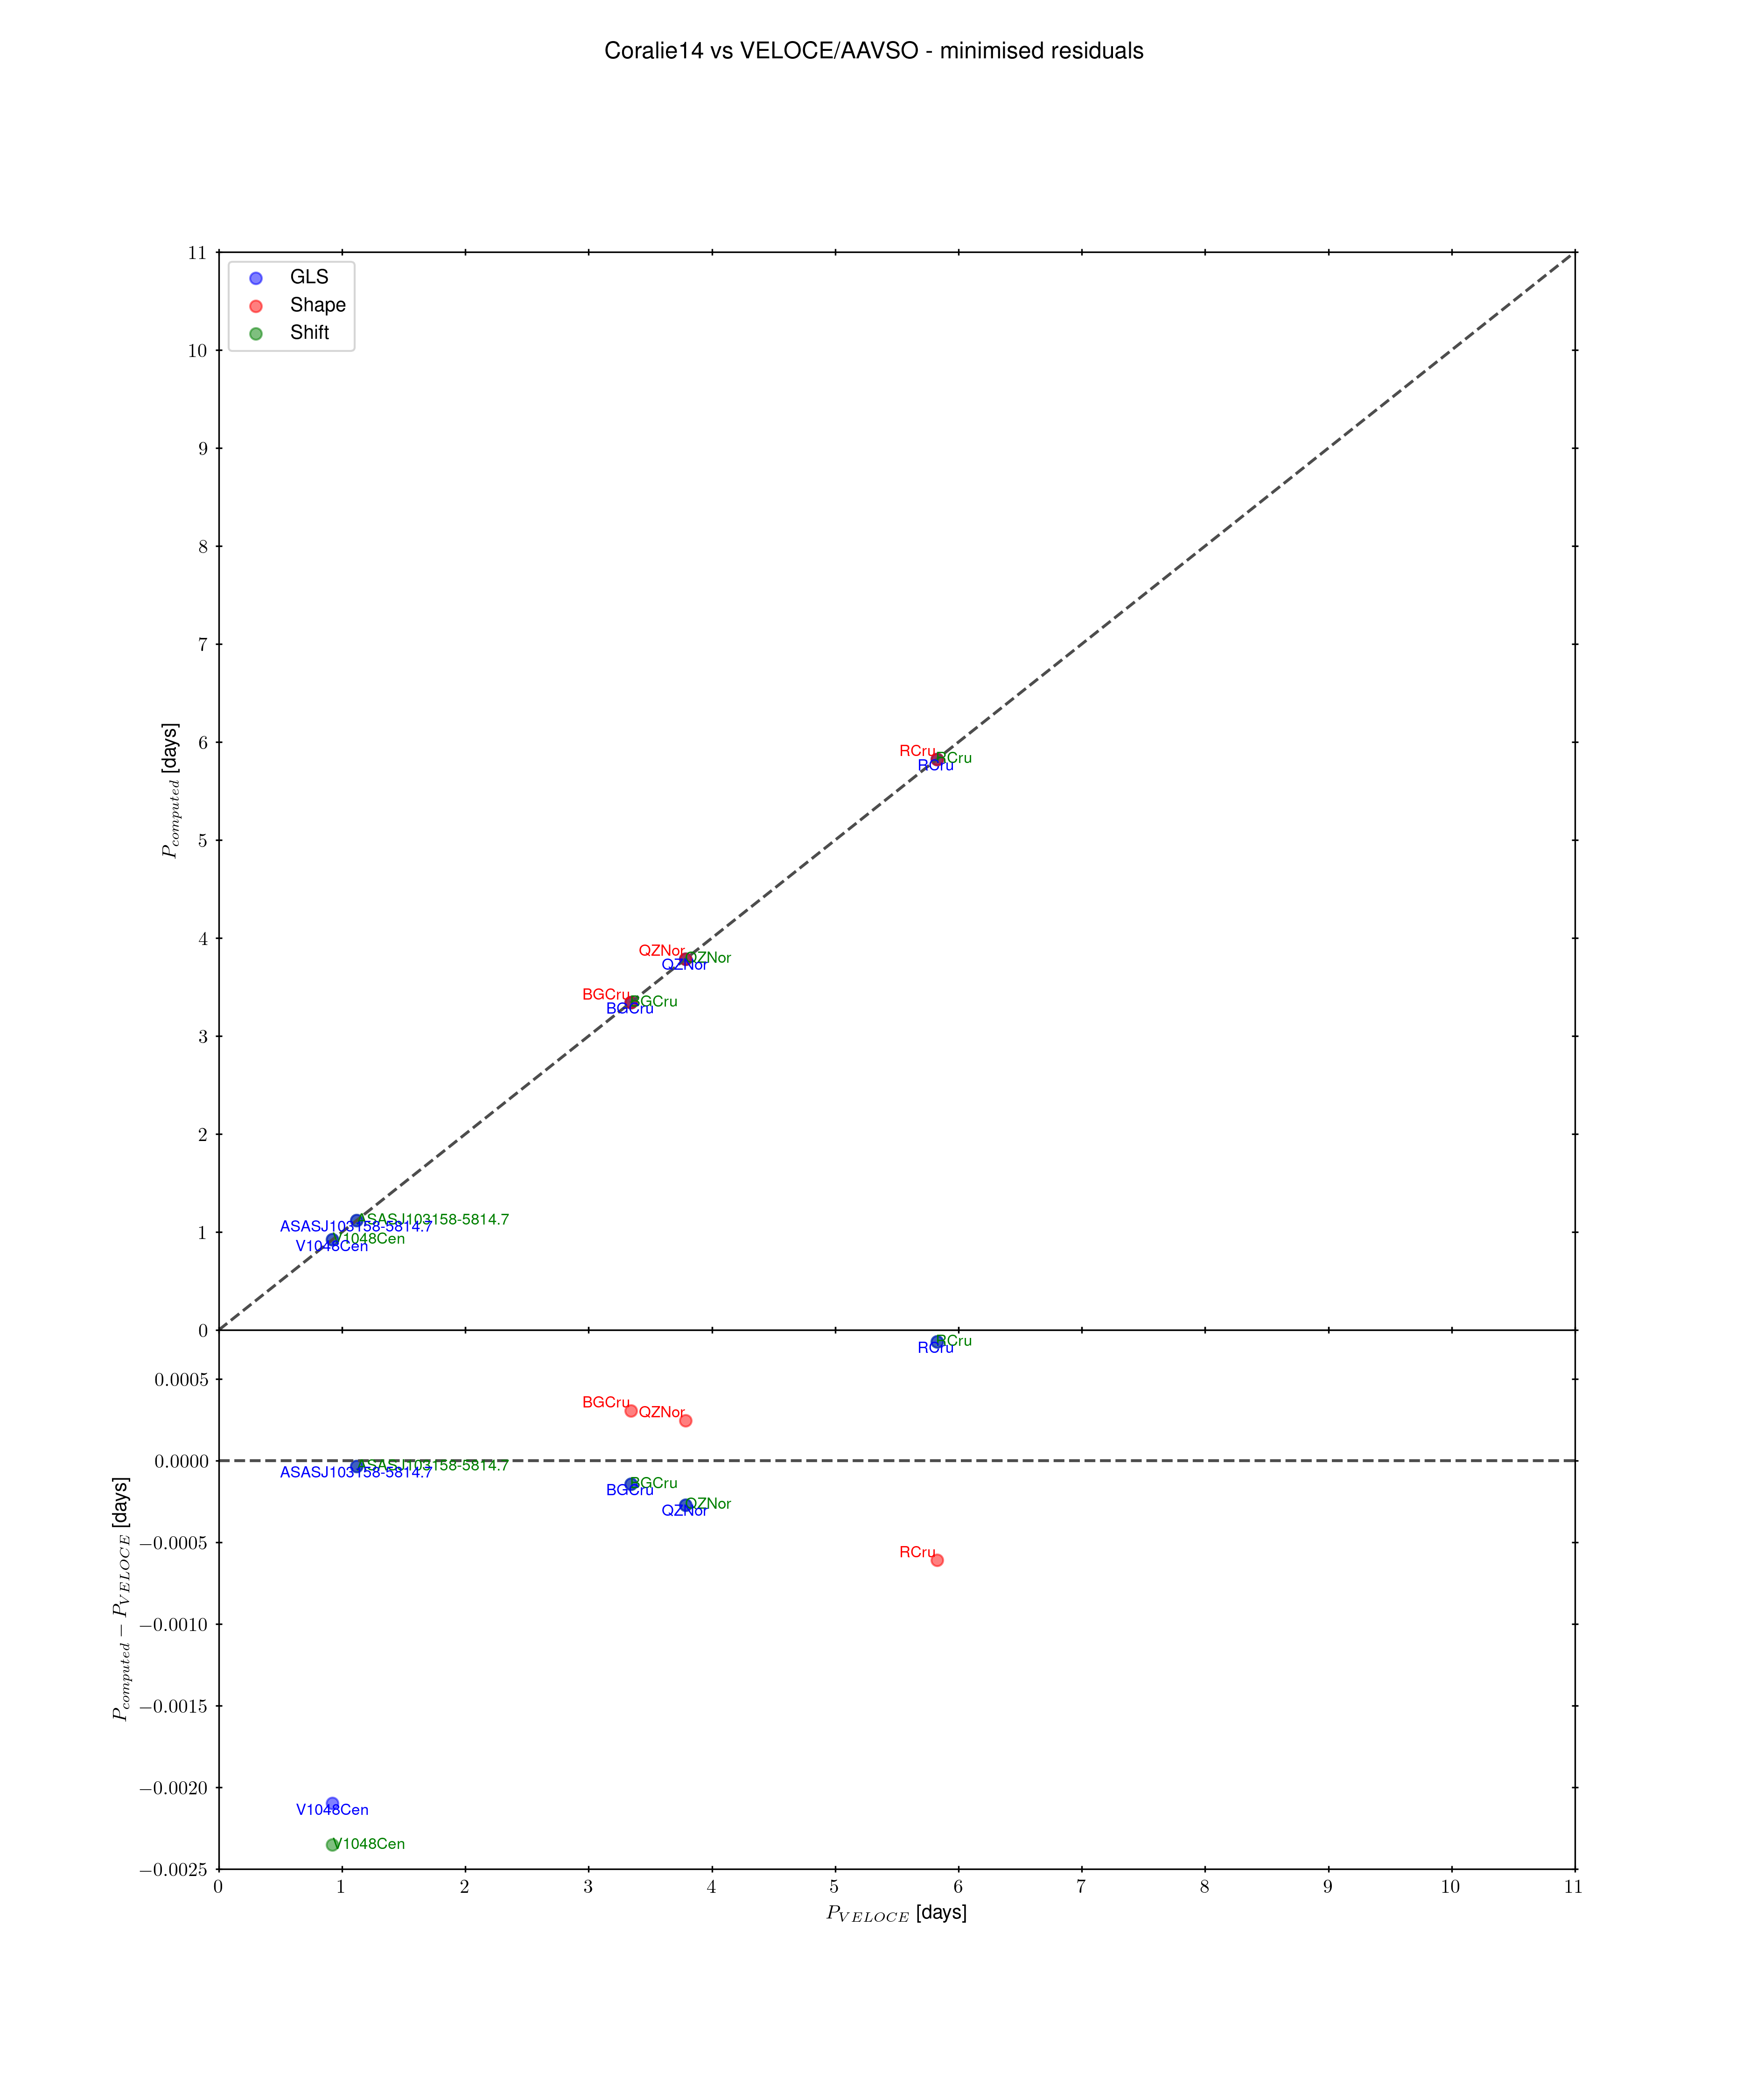 Coralie14 vs VELOCE/AAVSO - minimised residuals
GLS
Shape
Shift
11
10
9
8
7
6
5
4
3
2
1
0
P_computed [days]
RCru
RCru
RCru
QZNor
QZNor
QZNor
BGCru
BGCru
BGCru
ASASJ103158-5814.7
ASASJ103158-5814.7
V1048Cen
V1048Cen
0.0005
0.0000
−0.0005
−0.0010
−0.0015
−0.0020
−0.0025
P_computed − P_VELOCE [days]
RCru
RCru
BGCru
QZNor
ASASJ103158-5814.7
ASASJ103158-5814.7
BGCru
BGCru
QZNor
QZNor
RCru
V1048Cen
V1048Cen
0 1 2 3 4 5 6 7 8 9 10 11
P_VELOCE [days]